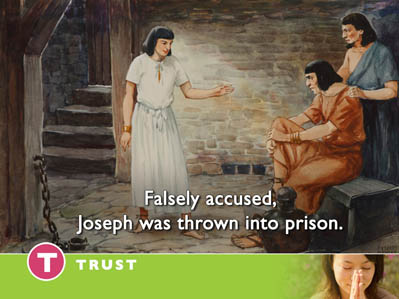 Falsely accused,
Joseph was thrown into prison.
T TRUST